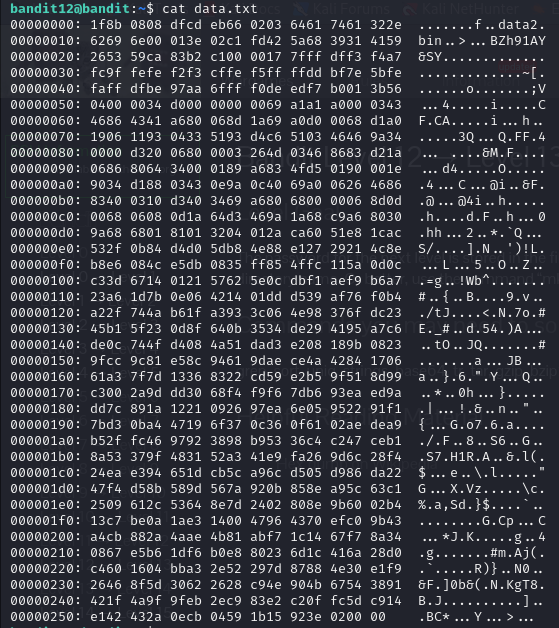 bandit12@bandit:~$ cat data.txt
00000000: 1f8b 0808 dfcd eb66 0203 6461 7461 322e  .......f..data2.
00000010: 6269 6e00 013e 02c1 fd42 5a68 3931 4159  bin..>...BZh91AY
00000020: 2653 59ca 83b2 c100 0017 7fff dff3 f4a7  &SY.............
00000030: fc9f fefe f2f3 cffe f5ff ffdd bf7e 5bfe  .............~[.
00000040: faff dfbe 97aa 6fff f0de edf7 b001 3b56  ......o.......;V
00000050: 0400 0034 d000 0000 0069 a1a1 a000 0343  ...4.....i.....C
00000060: 4686 4341 a680 068d 1a69 a0d0 0068 d1a0  F.CA.....i...h..
00000070: 1906 1193 0433 5193 d4c6 5103 4646 9a34  .....3Q...Q.FF.4
00000080: 0000 d320 0680 0003 264d 0346 8683 d21a  ... ....&M.F....
00000090: 0686 8064 3400 0189 a683 4fd5 0190 001e  ...d4.....O.....
000000a0: 9034 d188 0343 0e9a 0c40 69a0 0626 4686  .4...C...@i..&F.
000000b0: 8340 0310 d340 3469 a680 6800 0006 8d0d  .@...@4i..h.....
000000c0: 0068 0608 0d1a 64d3 469a 1a68 c9a6 8030  .h....d.F..h...0
000000d0: 9a68 6801 8101 3204 012a ca60 51e8 1cac  .hh...2..*.`Q...
000000e0: 532f 0b84 d4d0 5db8 4e88 e127 2921 4c8e  S/....].N..')!L.
000000f0: b8e6 084c e5db 0835 ff85 4ffc 115a 0d0c  ...L...5..O..Z..
00000100: c33d 6714 0121 5762 5e0c dbf1 aef9 b6a7  .=g..!Wb^.......
00000110: 23a6 1d7b 0e06 4214 01dd d539 af76 f0b4  #..{..B....9.v..
00000120: a22f 744a b61f a393 3c06 4e98 376f dc23  ./tJ....<.N.7o.#
00000130: 45b1 5f23 0d8f 640b 3534 de29 4195 a7c6  E._#..d.54.)A...
00000140: de0c 744f d408 4a51 dad3 e208 189b 0823  ..tO..JQ.......#
00000150: 9fcc 9c81 e58c 9461 9dae ce4a 4284 1706  .......a...JB...
00000160: 61a3 7f7d 1336 8322 cd59 e2b5 9f51 8d99  a..}.6.".Y...Q..
00000170: c300 2a9d dd30 68f4 f9f6 7db6 93ea ed9a  ..*..0h...}.....
00000180: dd7c 891a 1221 0926 97ea 6e05 9522 91f1  .|...!.&..n.."..
00000190: 7bd3 0ba4 4719 6f37 0c36 0f61 02ae dea9  {...G.o7.6.a....
000001a0: b52f fc46 9792 3898 b953 36c4 c247 ceb1  ./.F..8..S6..G..
000001b0: 8a53 379f 4831 52a3 41e9 fa26 9d6c 28f4  .S7.H1R.A..&.l(.
000001c0: 24ea e394 651d cb5c a96c d505 d986 da22  $...e..\.l....."
000001d0: 47f4 d58b 589d 567a 920b 858e a95c 63c1  G...X.Vz.....\c.
000001e0: 2509 612c 5364 8e7d 2402 808e 9b60 02b4  %.a,Sd.}$....`..
000001f0: 13c7 be0a 1ae3 1400 4796 4370 efc0 9b43  ........G.Cp...C
00000200: a4cb 882a 4aae 4b81 abf7 1c14 67f7 8a34  ...*J.K.....g..4
00000210: 0867 e5b6 1df6 b0e8 8023 6d1c 416a 28d0  .g.......#m.Aj(.
00000220: c460 1604 bba3 2e52 297d 8788 4e30 e1f9  .`.....R)}..N0..
00000230: 2646 8f5d 3062 2628 c94e 904b 6754 3891  &F.]0b&(.N.KgT8.
00000240: 421f 4a9f 9feb 2ec9 83e2 c20f fc5d c914  B.J..........]..
00000250: e142 432a 0ecb 0459 1b15 923e 0200 00    .BC*...Y...>...